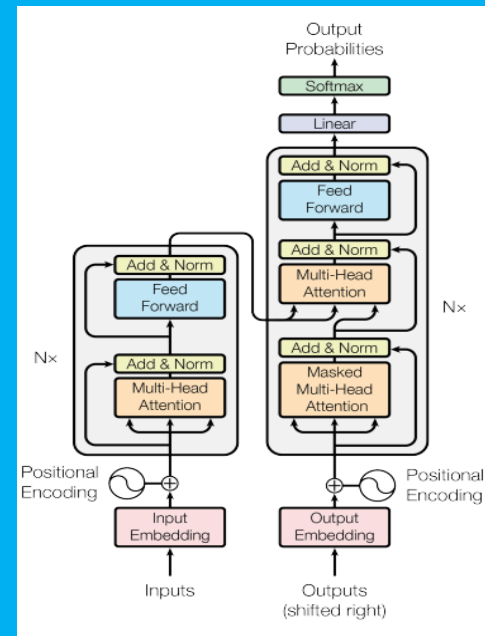 Output
Probabilities
Softmax
Linear
Add & Norm
Feed
Forward
Add & Norm
Multi-Head
Attention
Add & Norm
Masked
Multi-Head
Attention
N×
Add & Norm
Feed
Forward
Add & Norm
Multi-Head
Attention
N×
Positional
Encoding
Positional
Encoding
Input
Embedding
Output
Embedding
Inputs
Outputs
(shifted right)